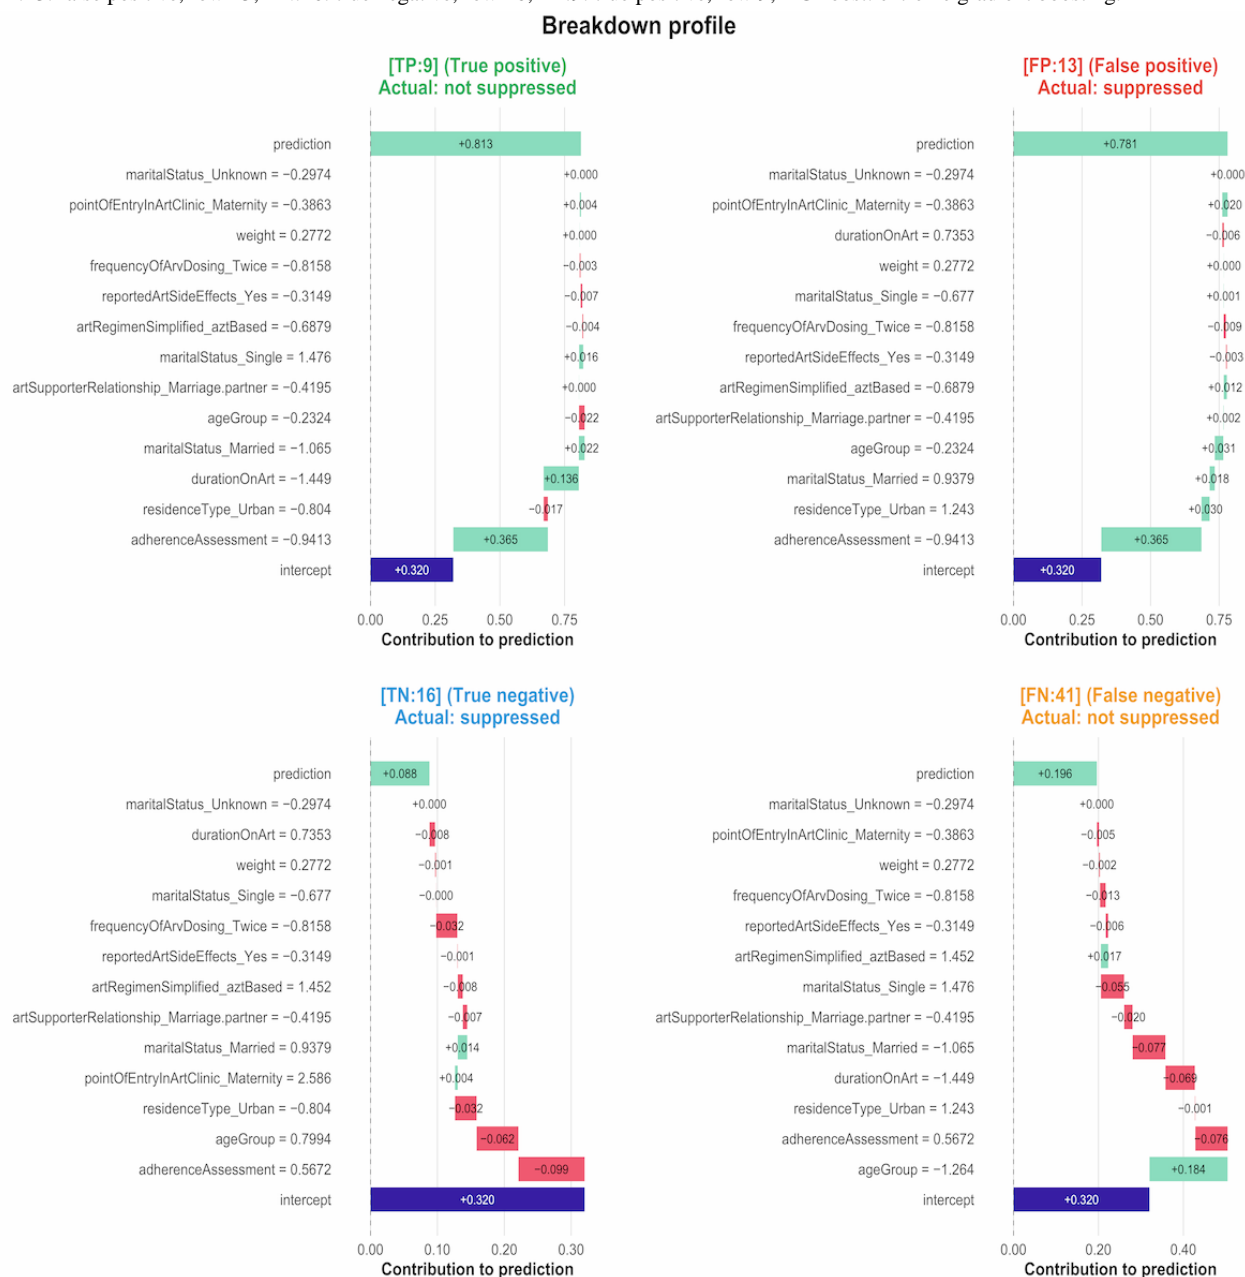 Breakdown profile
[TP:9] (True positive)
Actual: not suppressed
prediction +0.813
maritalStatus_Unknown = −0.2974 +0.000
pointOfEntryInArtClinic_Maternity = −0.3863 +0.004
weight = 0.2772 +0.000
frequencyOfArvDosing_Twice = −0.8158 −0.003
reportedArtSideEffects_Yes = −0.3149 −0.007
artRegimenSimplified_aztBased = −0.6879 −0.004
maritalStatus_Single = 1.476 +0.016
artSupporterRelationship_Marriage.partner = −0.4195 +0.000
ageGroup = −0.2324 −0.022
maritalStatus_Married = −1.065 +0.022
durationOnArt = −1.449 +0.136
residenceType_Urban = −0.804 −0.017
adherenceAssessment = −0.9413 +0.365
intercept +0.320
0.00 0.25 0.50 0.75
Contribution to prediction
[FP:13] (False positive)
Actual: suppressed
prediction +0.781
maritalStatus_Unknown = −0.2974 +0.000
pointOfEntryInArtClinic_Maternity = −0.3863 +0.020
durationOnArt = 0.7353 −0.006
weight = 0.2772 +0.000
maritalStatus_Single = −0.677 +0.001
frequencyOfArvDosing_Twice = −0.8158 −0.009
reportedArtSideEffects_Yes = −0.3149 −0.003
artRegimenSimplified_aztBased = −0.6879 +0.012
artSupporterRelationship_Marriage.partner = −0.4195 +0.002
ageGroup = −0.2324 +0.031
maritalStatus_Married = 0.9379 +0.018
residenceType_Urban = 1.243 +0.030
adherenceAssessment = −0.9413 +0.365
intercept +0.320
0.00 0.25 0.50 0.75
Contribution to prediction
[TN:16] (True negative)
Actual: suppressed
prediction +0.088
maritalStatus_Unknown = −0.2974 +0.000
durationOnArt = 0.7353 −0.008
weight = 0.2772 −0.001
maritalStatus_Single = −0.677 −0.000
frequencyOfArvDosing_Twice = −0.8158 −0.032
reportedArtSideEffects_Yes = −0.3149 −0.001
artRegimenSimplified_aztBased = 1.452 −0.008
artSupporterRelationship_Marriage.partner = −0.4195 −0.007
maritalStatus_Married = 0.9379 +0.014
pointOfEntryInArtClinic_Maternity = 2.586 +0.004
residenceType_Urban = −0.804 −0.032
ageGroup = 0.7994 −0.062
adherenceAssessment = 0.5672 −0.099
intercept +0.320
0.00 0.10 0.20 0.30
Contribution to prediction
[FN:41] (False negative)
Actual: not suppressed
prediction +0.196
maritalStatus_Unknown = −0.2974 +0.000
pointOfEntryInArtClinic_Maternity = −0.3863 −0.005
weight = 0.2772 −0.002
frequencyOfArvDosing_Twice = −0.8158 −0.013
reportedArtSideEffects_Yes = −0.3149 −0.006
artRegimenSimplified_aztBased = 1.452 +0.017
maritalStatus_Single = 1.476 −0.055
artSupporterRelationship_Marriage.partner = −0.4195 −0.020
maritalStatus_Married = −1.065 −0.077
durationOnArt = −1.449 −0.069
residenceType_Urban = 1.243 −0.001
adherenceAssessment = 0.5672 −0.076
ageGroup = −1.264 +0.184
intercept +0.320
0.00 0.20 0.40
Contribution to prediction